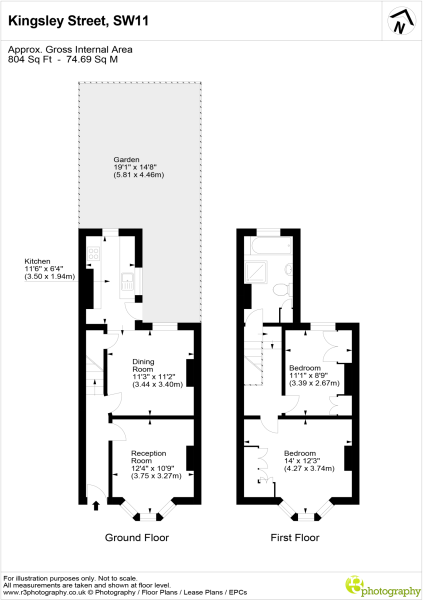 Kingsley Street, SW11
N
Approx. Gross Internal Area
804 Sq Ft - 74.69 Sq M
Garden
19'1" x 14'8"
(5.81 x 4.46m)
Kitchen
11'6" x 6'4"
(3.50 x 1.94m)
Dining
Room
11'3" x 11'2"
(3.44 x 3.40m)
Bedroom
11'1" x 8'9"
(3.39 x 2.67m)
Reception
Room
12'4" x 10'9"
(3.75 x 3.27m)
Bedroom
14' x 12'3"
(4.27 x 3.74m)
Ground Floor
First Floor
For illustration purposes only. Not to scale.
All measurements are taken and shown at floor level.
www.r3photography.co.uk © Photography / Floor Plans / Lease Plans / EPCs
r3 photography